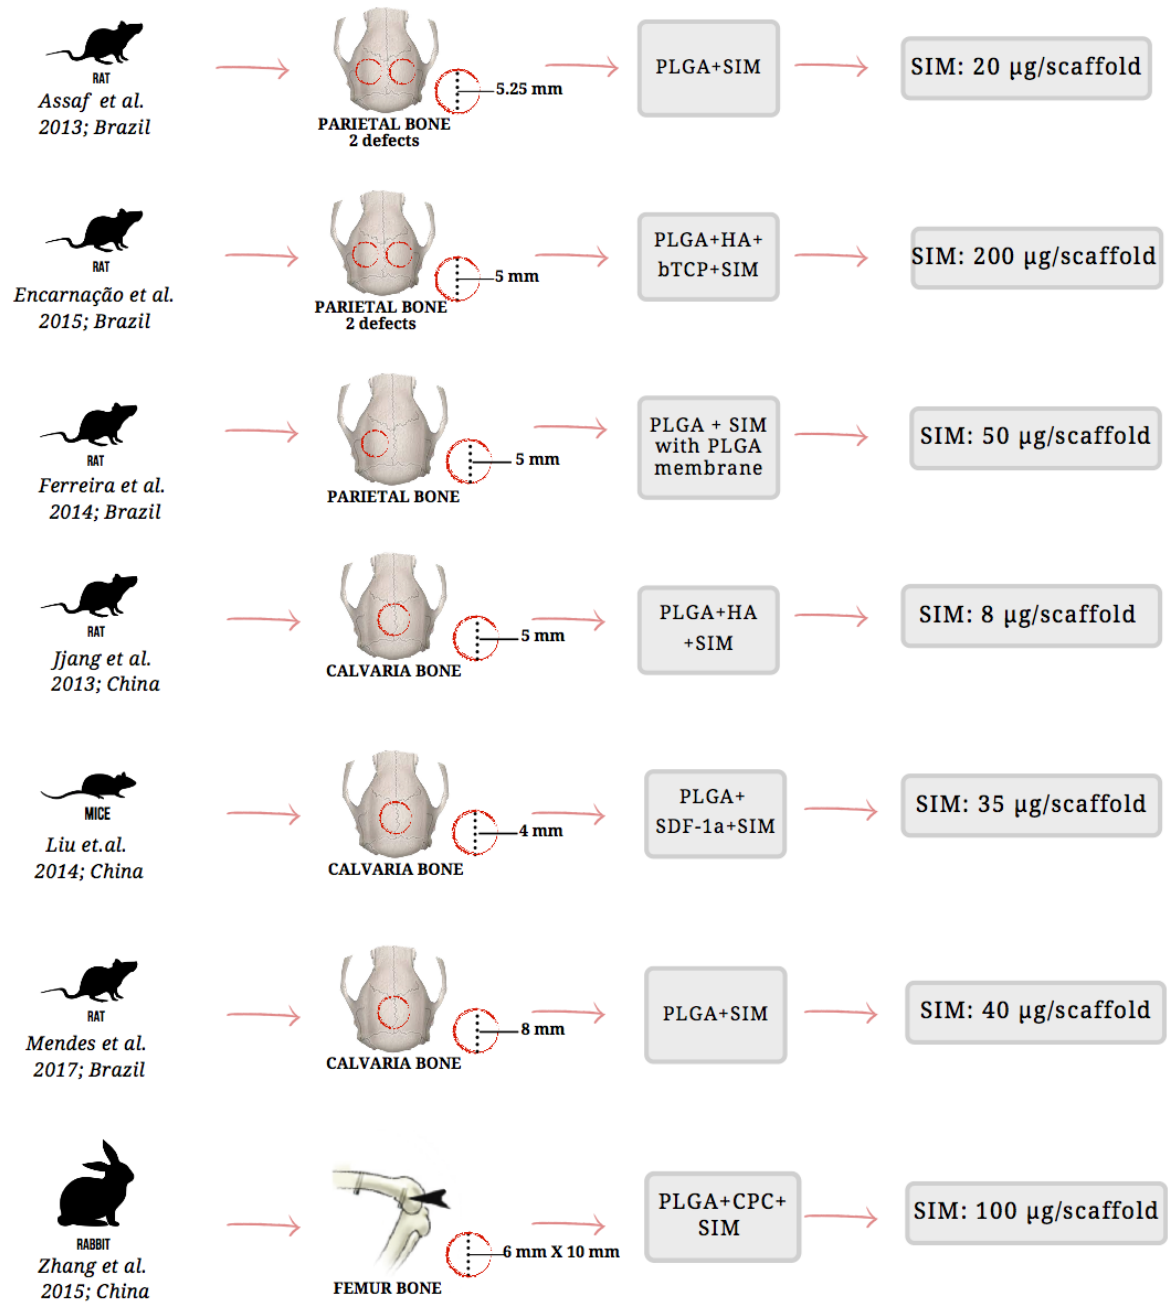 RAT
Assaf et al.
2013; Brazil
5.25 mm
PARIETAL BONE
2 defects
PLGA+SIM
SIM: 20 µg/scaffold
RAT
Encarnação et al.
2015; Brazil
5 mm
PARIETAL BONE
2 defects
PLGA+HA+
bTCP+SIM
SIM: 200 µg/scaffold
RAT
Ferreira et al.
2014; Brazil
5 mm
PARIETAL BONE
PLGA + SIM
with PLGA
membrane
SIM: 50 µg/scaffold
RAT
Jjang et al.
2013; China
5 mm
CALVARIA BONE
PLGA+HA
+SIM
SIM: 8 µg/scaffold
MICE
Liu et.al.
2014; China
4 mm
CALVARIA BONE
PLGA+
SDF-1a+SIM
SIM: 35 µg/scaffold
RAT
Mendes et al.
2017; Brazil
8 mm
CALVARIA BONE
PLGA+SIM
SIM: 40 µg/scaffold
RABBIT
Zhang et al.
2015; China
6 mm X 10 mm
FEMUR BONE
PLGA+CPC+
SIM
SIM: 100 µg/scaffold